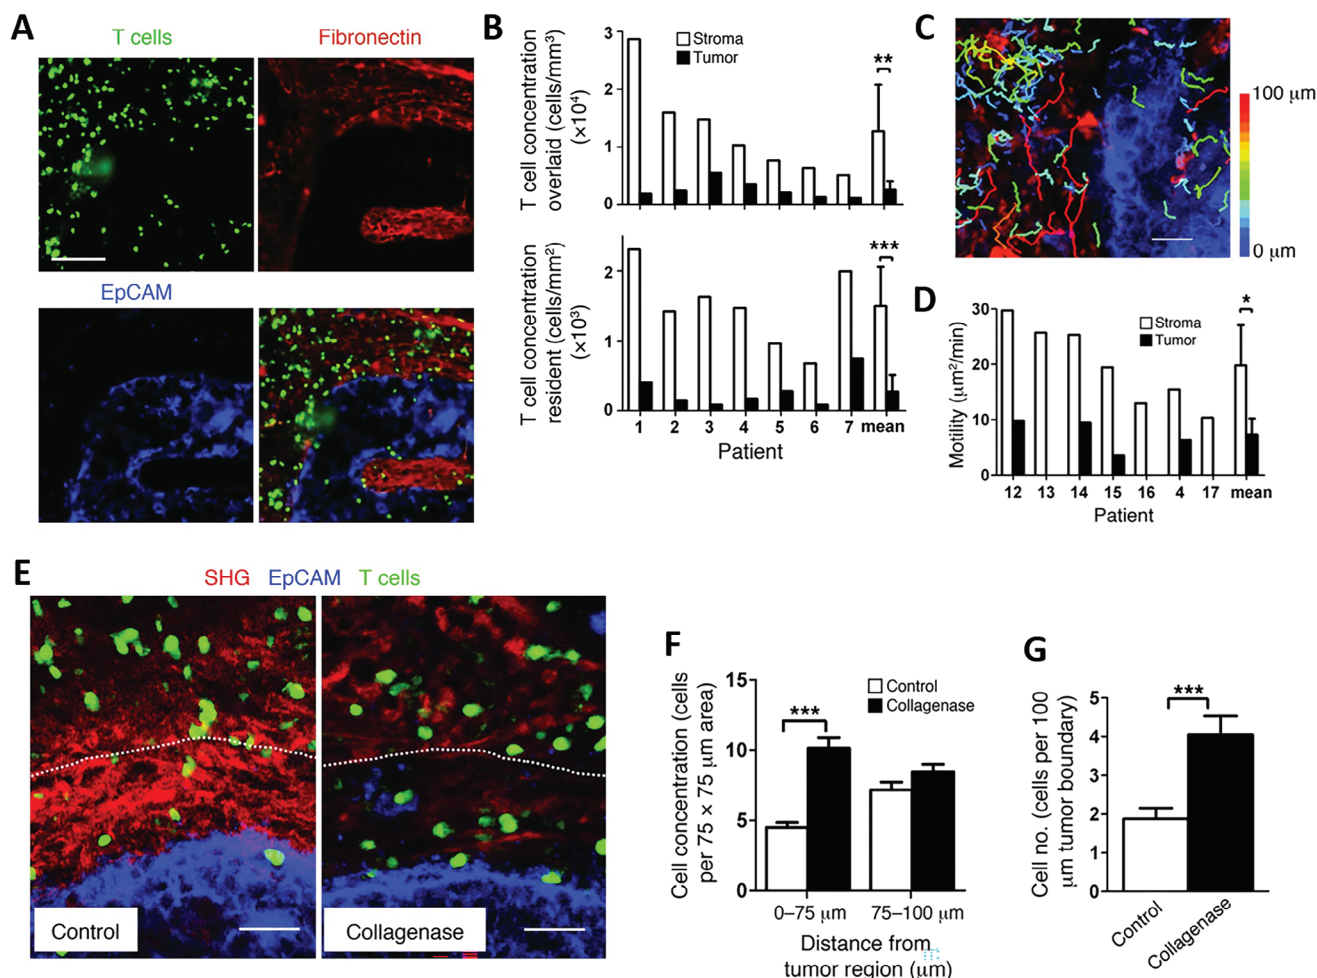 A
T cells
Fibronectin
EpCAM
B
T cell concentration
overlaid (cells/mm³)
(×10⁴)
3
2
1
0
Stroma
Tumor
**
T cell concentration
resident (cells/mm²)
(×10³)
2
1
0
***
1 2 3 4 5 6 7 mean
Patient
C
100 μm
0 μm
D
Motility (μm²/min)
30
20
10
0
Stroma
Tumor
*
12 13 14 15 16 4 17 mean
Patient
E
SHG EpCAM T cells
Control
Collagenase
F
Cell concentration (cells
per 75 × 75 μm area)
15
10
5
0
Control
Collagenase
***
0–75 μm 75–100 μm
Distance from
tumor region (μm)
G
Cell no. (cells per 100
μm tumor boundary)
5
4
3
2
1
0
***
Control
Collagenase